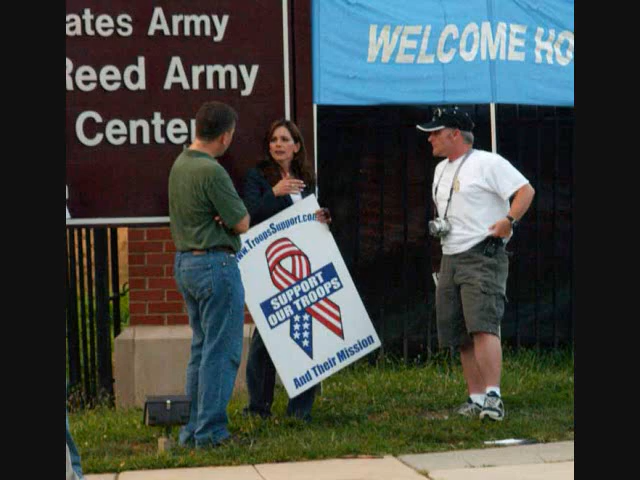 ates Army
Reed Army
Center
WELCOME HO
www.TroopsSupport.com
SUPPORT
OUR TROOPS
And Their Mission